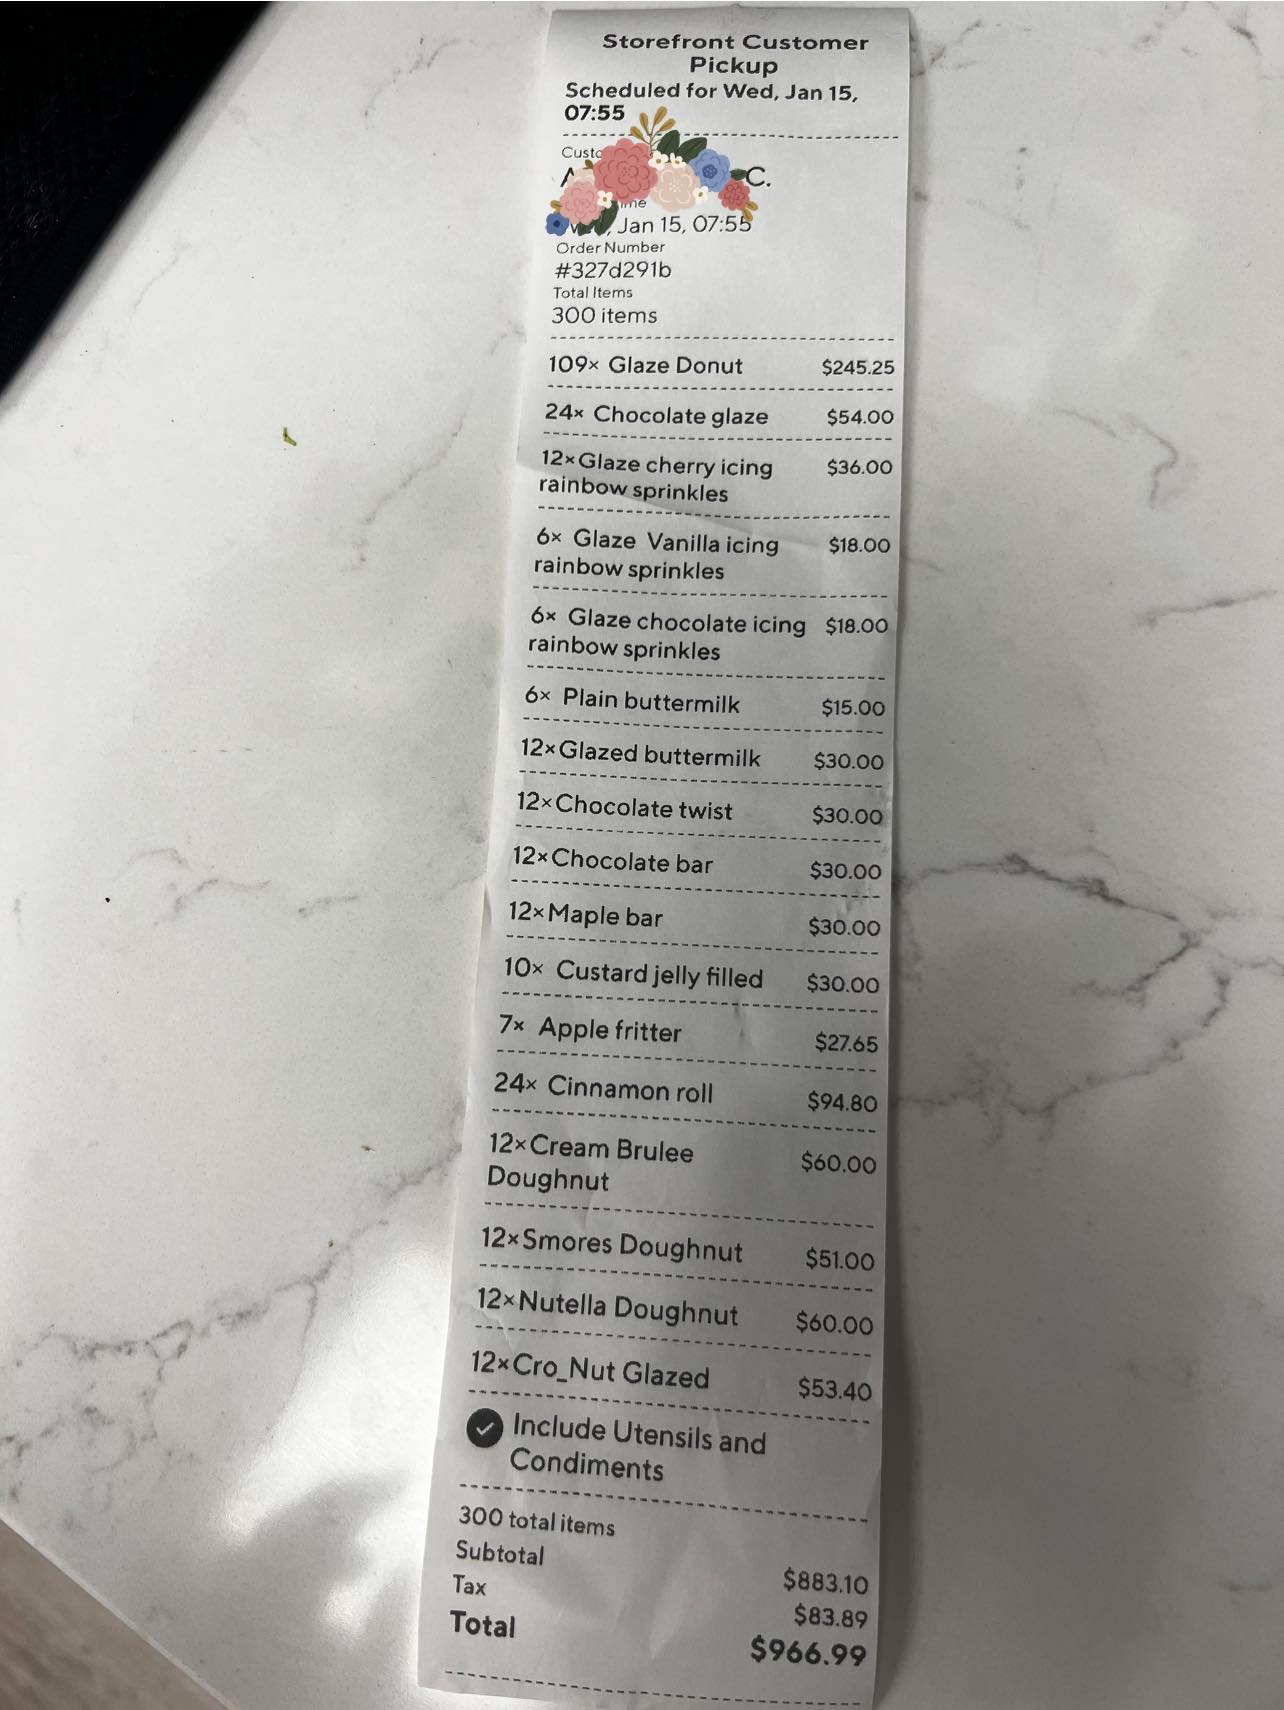 Storefront Customer
Pickup
Scheduled for Wed, Jan 15,
07:55
C.
Jan 15, 07:55
Order Number
#327d291b
Total Items
300 items
109× Glaze Donut $245.25
24× Chocolate glaze $54.00
12× Glaze cherry icing $36.00
rainbow sprinkles
6× Glaze Vanilla icing $18.00
rainbow sprinkles
6× Glaze chocolate icing $18.00
rainbow sprinkles
6× Plain buttermilk $15.00
12× Glazed buttermilk $30.00
12× Chocolate twist $30.00
12× Chocolate bar $30.00
12× Maple bar $30.00
10× Custard jelly filled $30.00
7× Apple fritter $27.65
24× Cinnamon roll $94.80
12× Cream Brulee $60.00
Doughnut
12× Smores Doughnut $51.00
12× Nutella Doughnut $60.00
12× Cro_Nut Glazed $53.40
Include Utensils and
Condiments
300 total items
Subtotal $883.10
Tax $83.89
Total $966.99